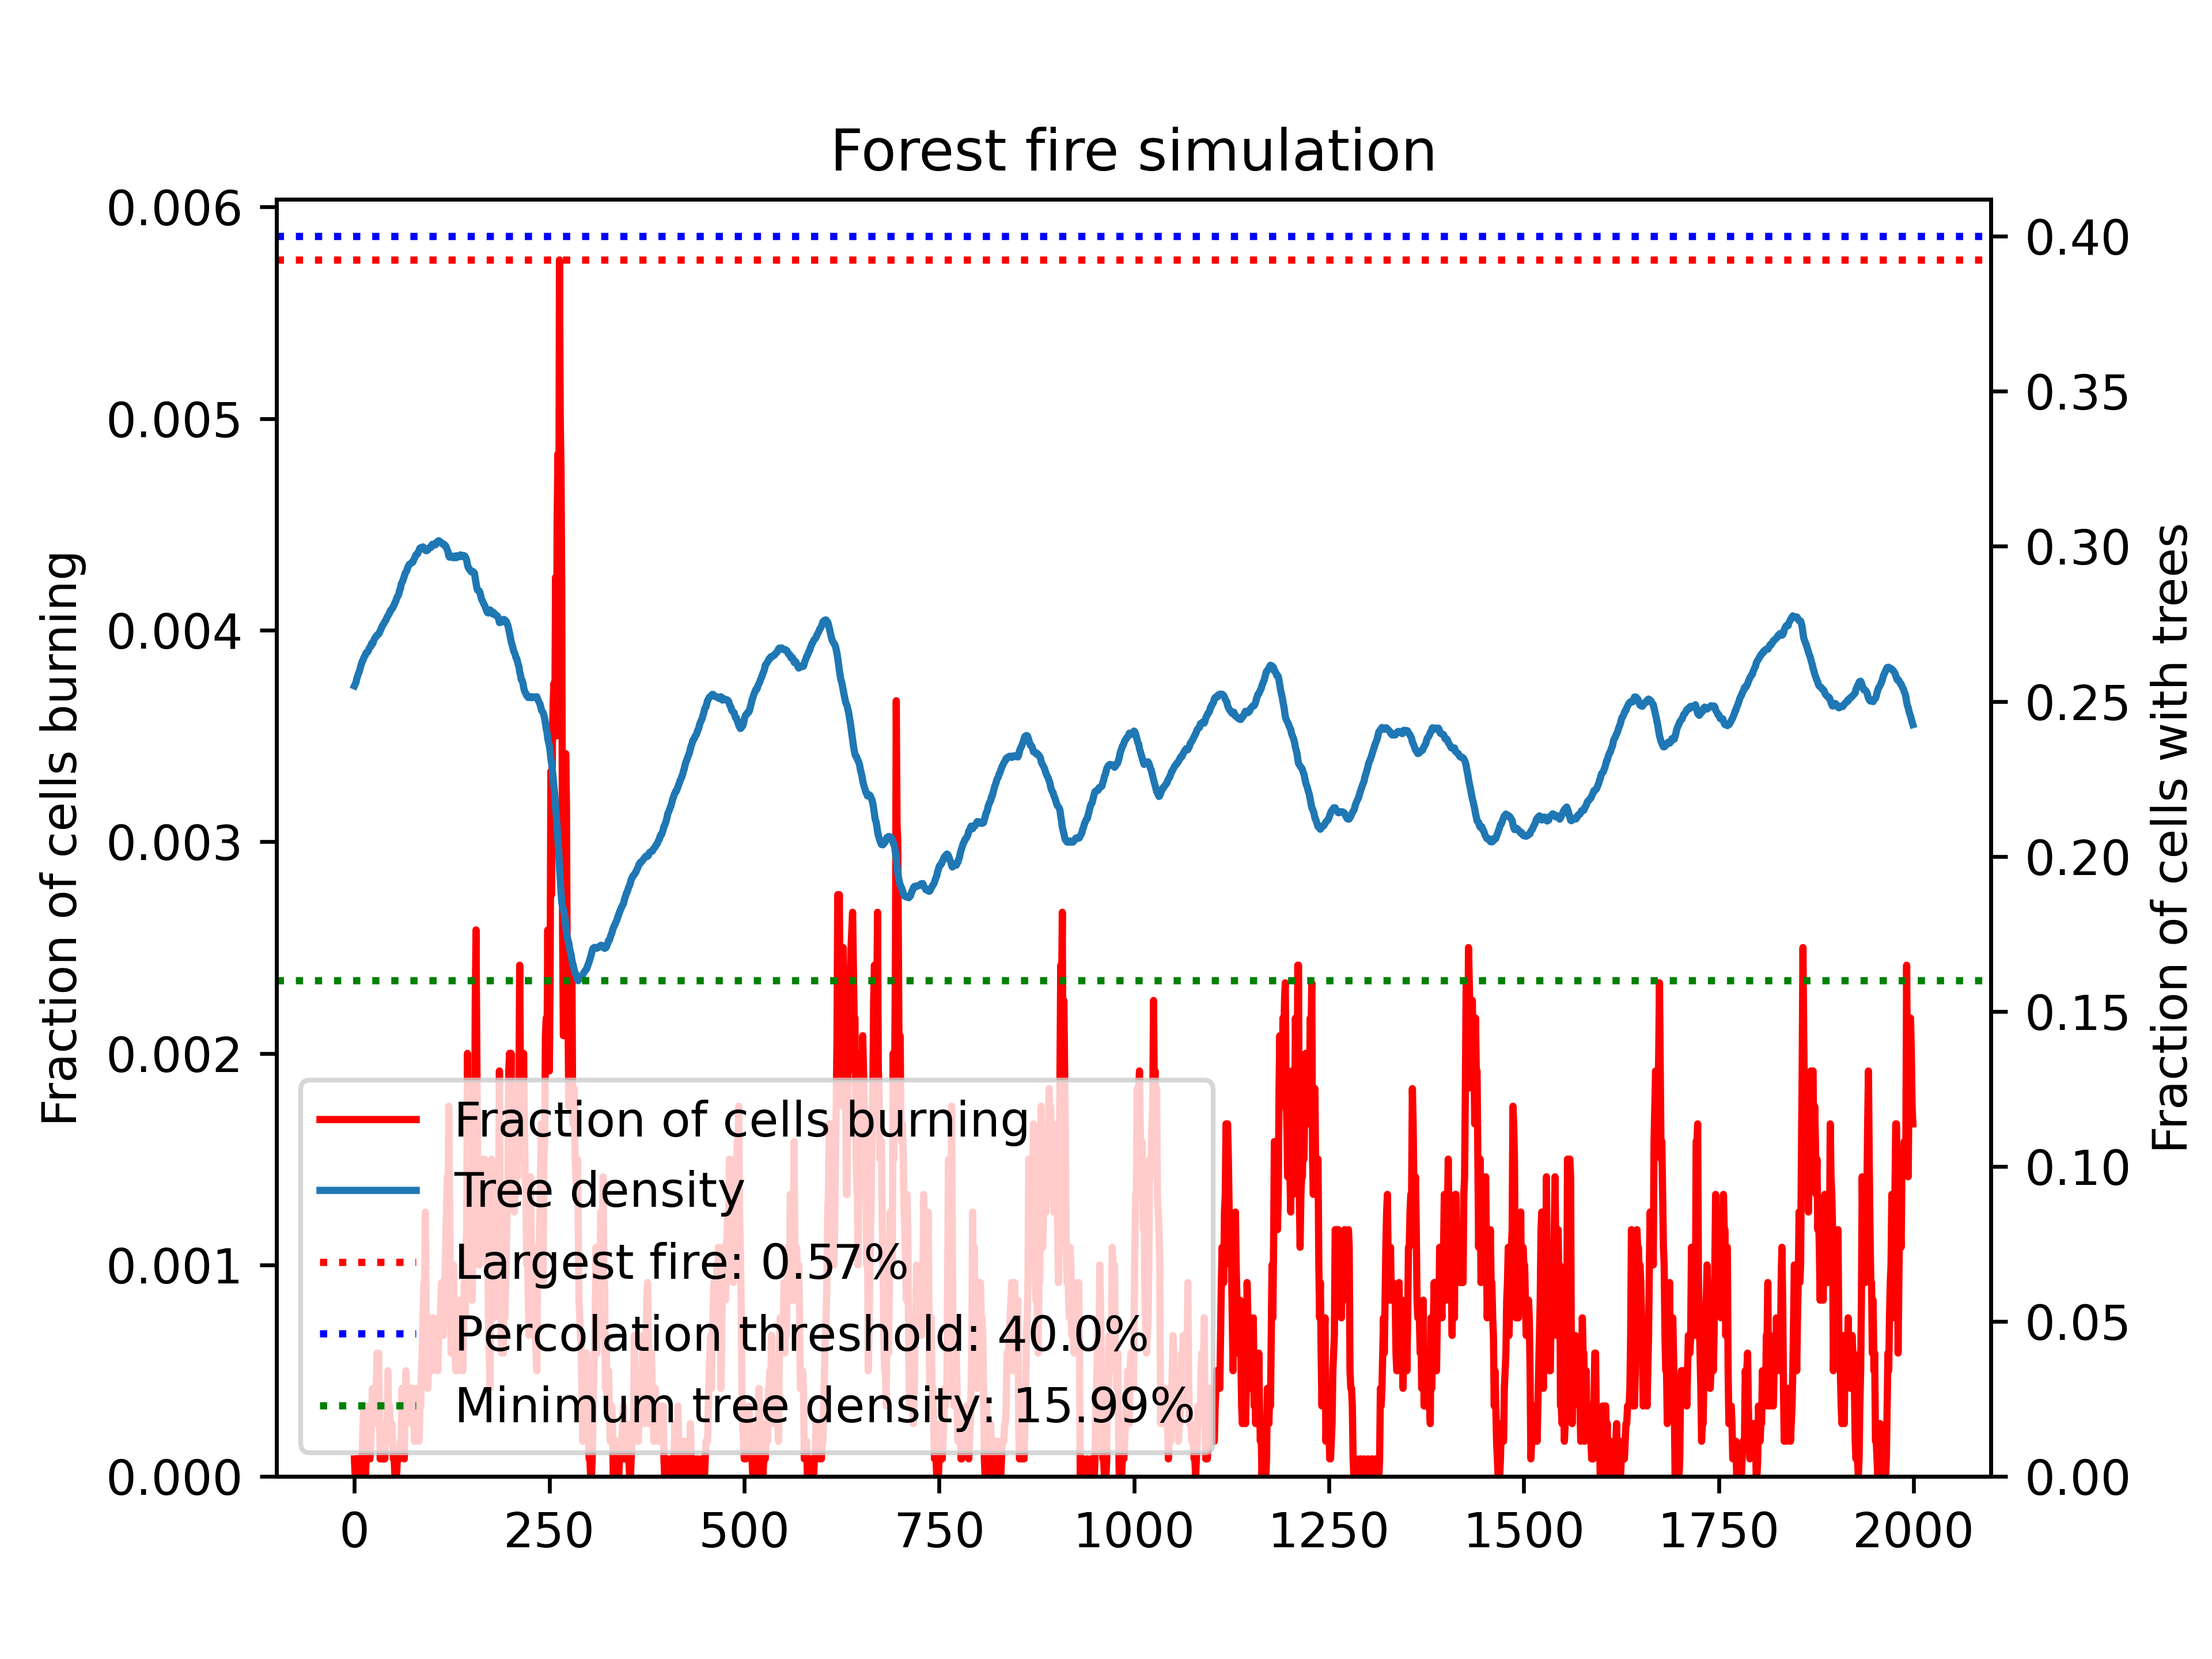 Forest fire simulation
0.006
0.005
0.004
0.003
0.002
0.001
0.000
Fraction of cells burning
0.40
0.35
0.30
0.25
0.20
0.15
0.10
0.05
0.00
Fraction of cells with trees
Fraction of cells burning
Tree density
Largest fire: 0.57%
Percolation threshold: 40.0%
Minimum tree density: 15.99%
0 250 500 750 1000 1250 1500 1750 2000